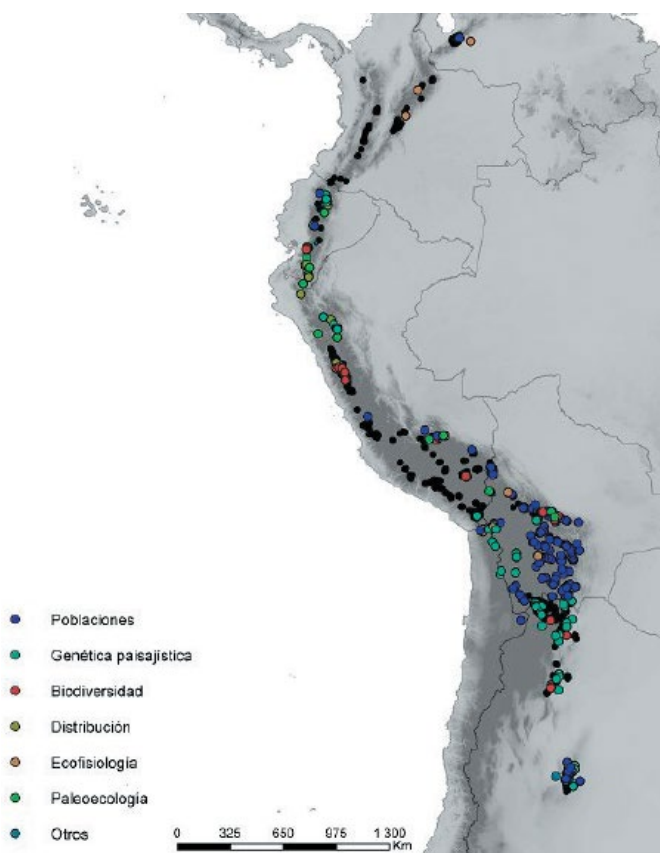 Poblaciones
Genética paisajística
Biodiversidad
Distribución
Ecofisiología
Paleoecología
Otros
0 325 650 975 1 300
Km